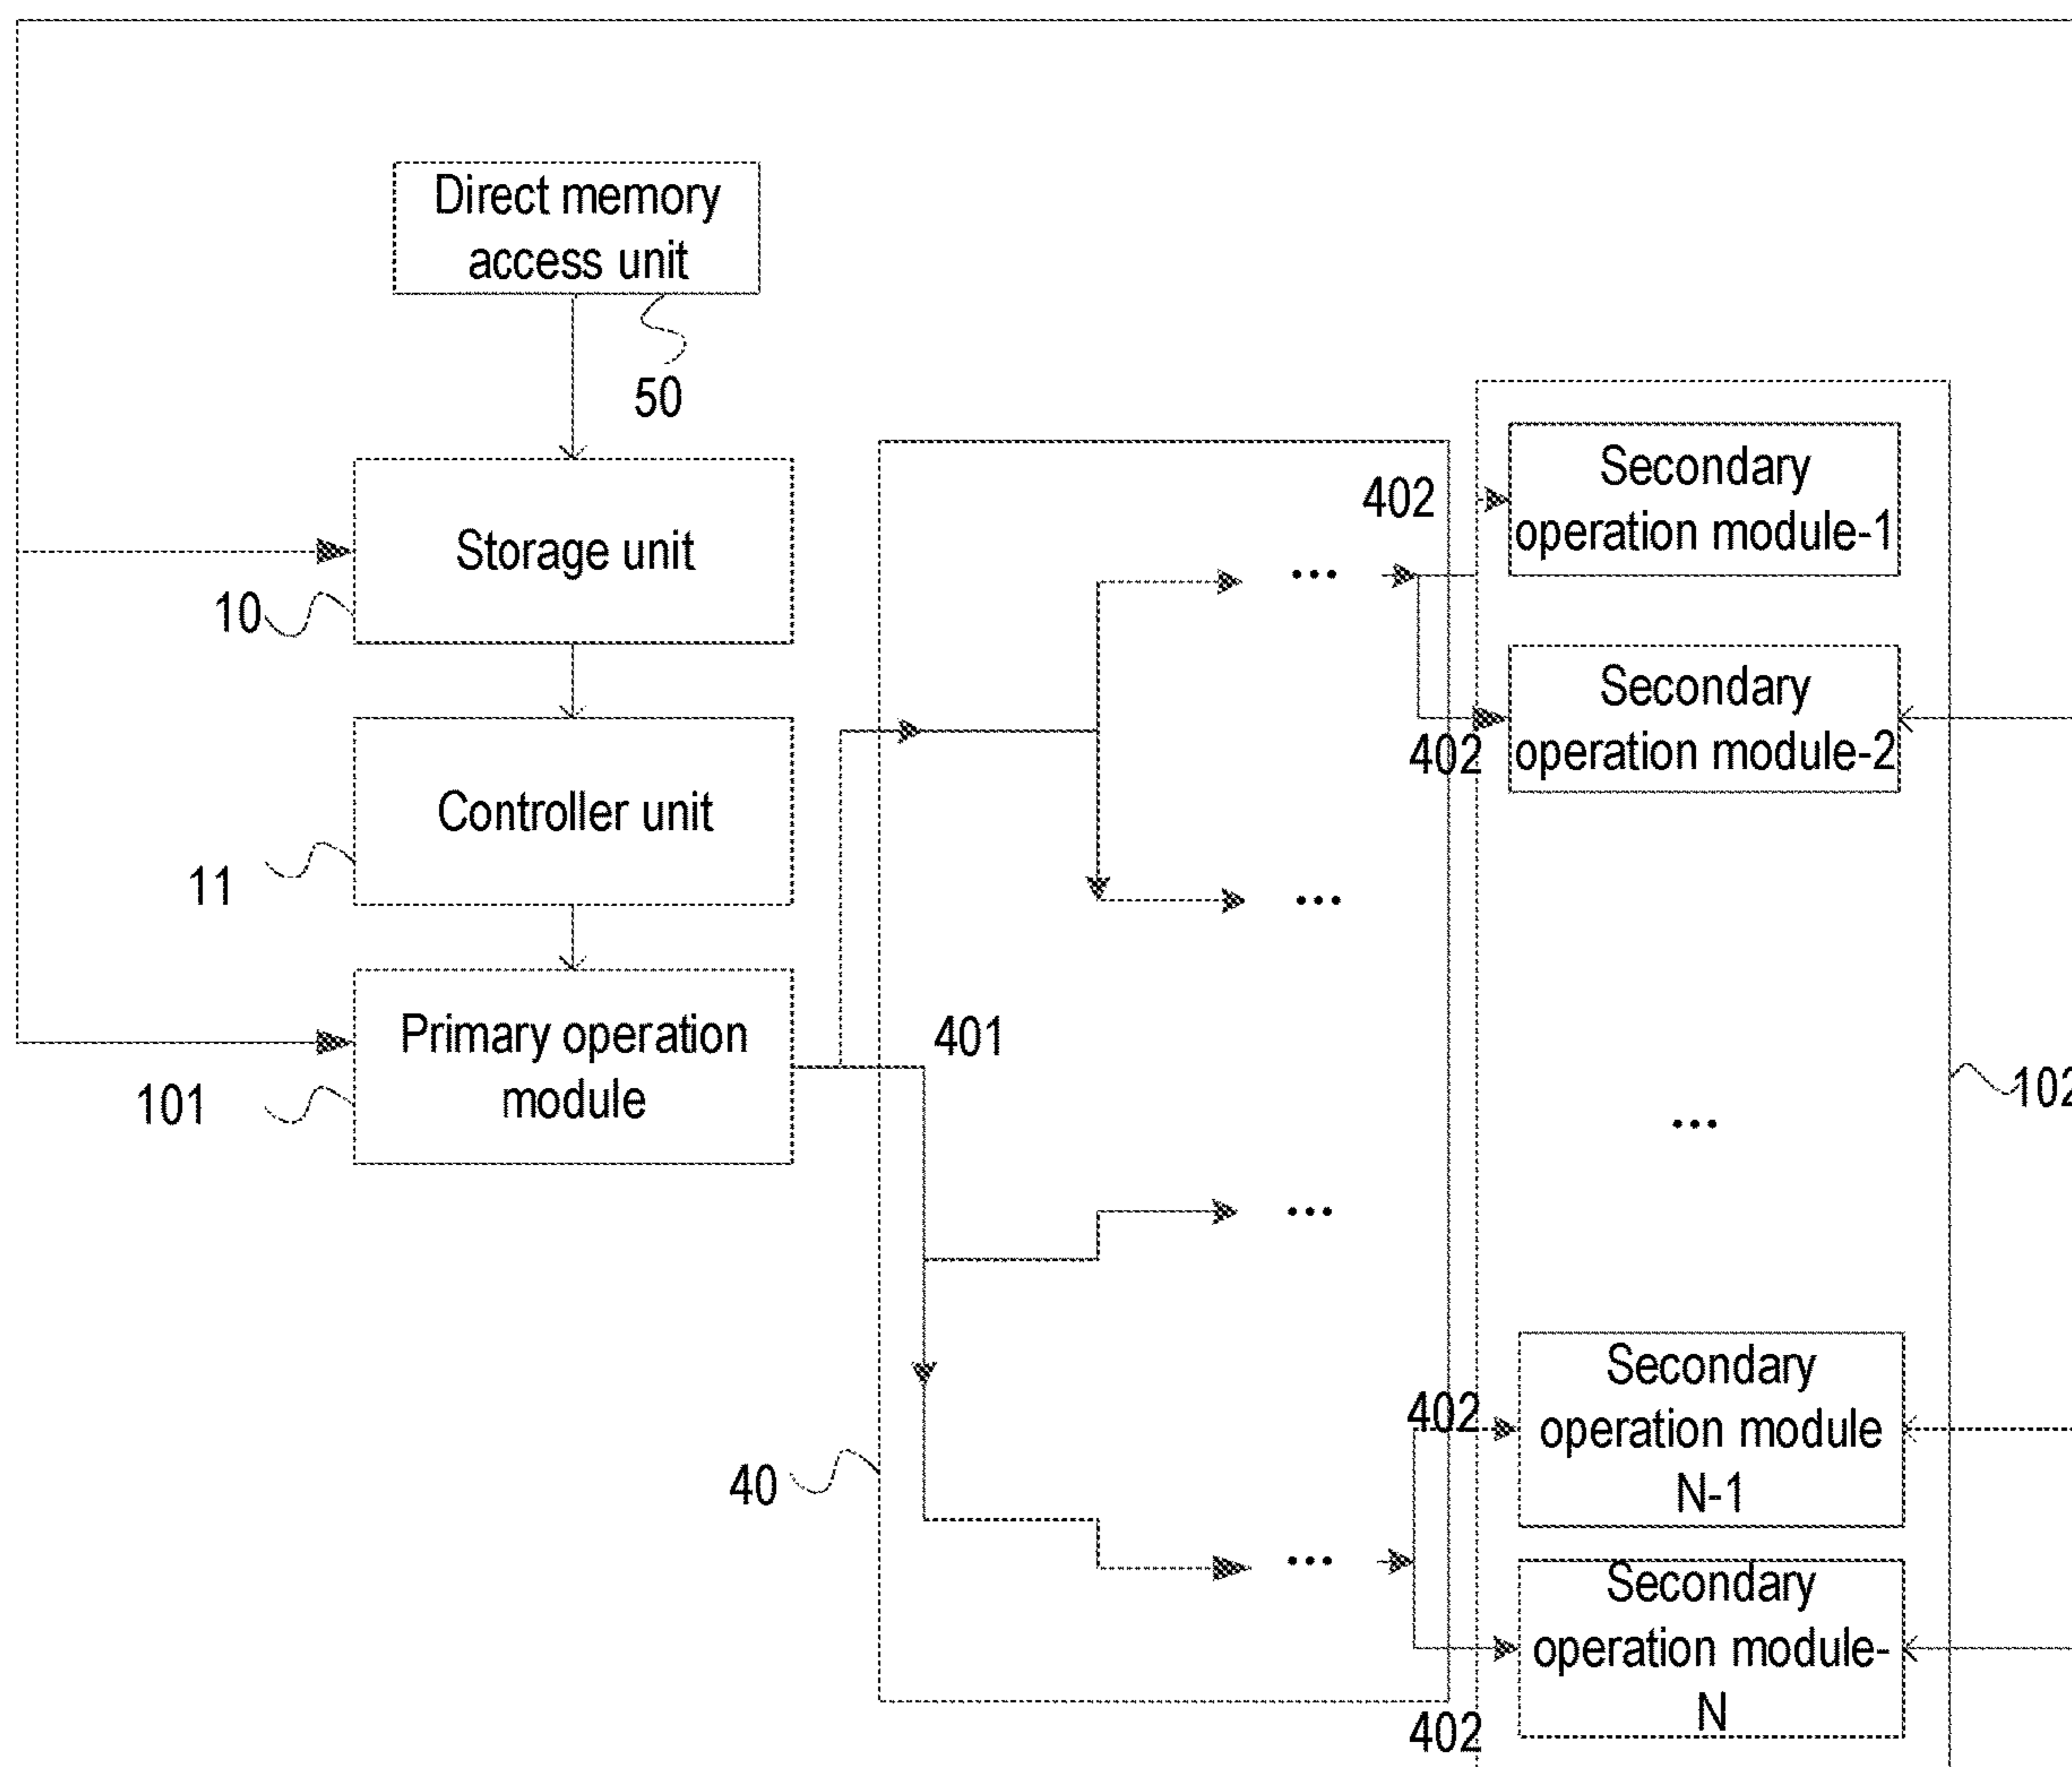 Direct memory
access unit
50
402
Secondary
operation module-1
Storage unit
10
Secondary
operation module-2
402
Controller unit
11
...
...
Primary operation
module
101
401
102
...
...
Secondary
operation module
N-1
402
40
...
Secondary
operation module-
N
402